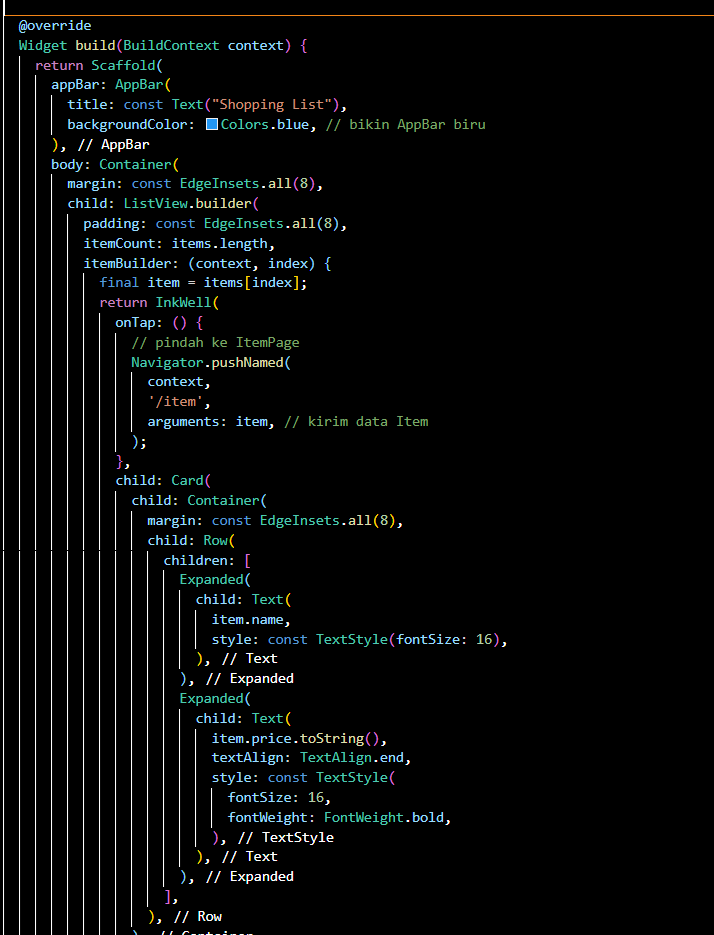 @override
Widget build(BuildContext context) {
return Scaffold(
appBar: AppBar(
title: const Text("Shopping List"),
backgroundColor: Colors.blue, // bikin AppBar biru
), // AppBar
body: Container(
margin: const EdgeInsets.all(8),
child: ListView.builder(
padding: const EdgeInsets.all(8),
itemCount: items.length,
itemBuilder: (context, index) {
final item = items[index];
return InkWell(
onTap: () {
// pindah ke ItemPage
Navigator.pushNamed(
context,
'/item',
arguments: item, // kirim data Item
);
},
child: Card(
child: Container(
margin: const EdgeInsets.all(8),
child: Row(
children: [
Expanded(
child: Text(
item.name,
style: const TextStyle(fontSize: 16),
), // Text
), // Expanded
Expanded(
child: Text(
item.price.toString(),
textAlign: TextAlign.end,
style: const TextStyle(
fontSize: 16,
fontWeight: FontWeight.bold,
), // TextStyle
), // Text
), // Expanded
],
), // Row
), // Container